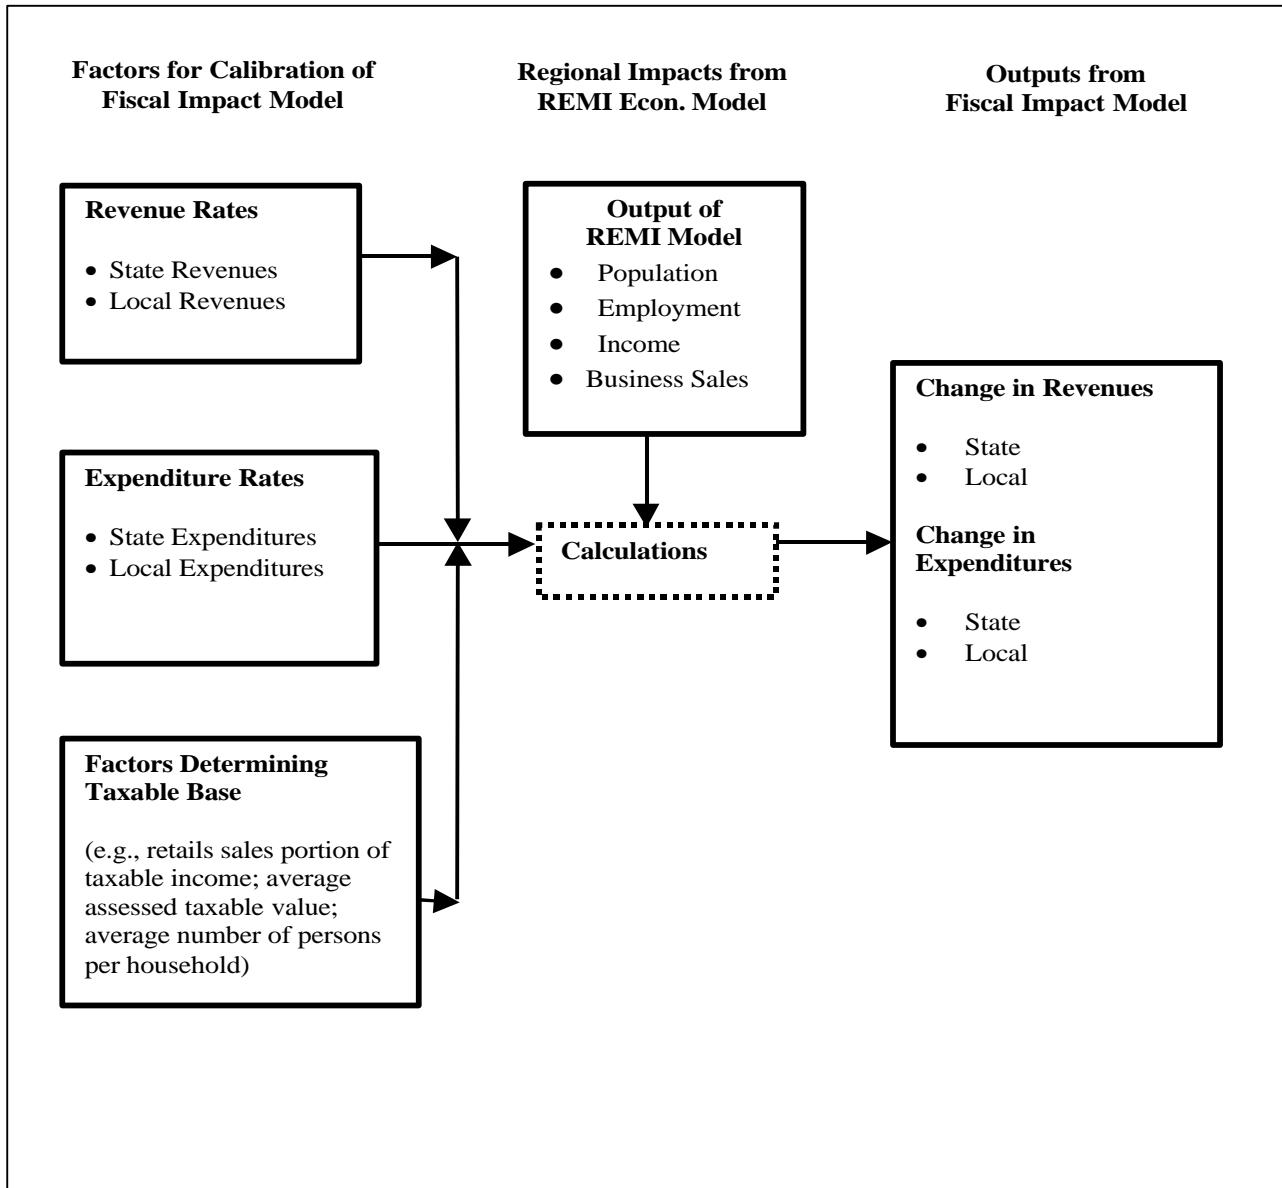 Factors for Calibration of
Fiscal Impact Model
Regional Impacts from
REMI Econ. Model
Outputs from
Fiscal Impact Model
Revenue Rates
• State Revenues
• Local Revenues
Expenditure Rates
• State Expenditures
• Local Expenditures
Factors Determining
Taxable Base
(e.g., retails sales portion of
taxable income; average
assessed taxable value;
average number of persons
per household)
Output of
REMI Model
• Population
• Employment
• Income
• Business Sales
Calculations
Change in Revenues
• State
• Local
Change in
Expenditures
• State
• Local